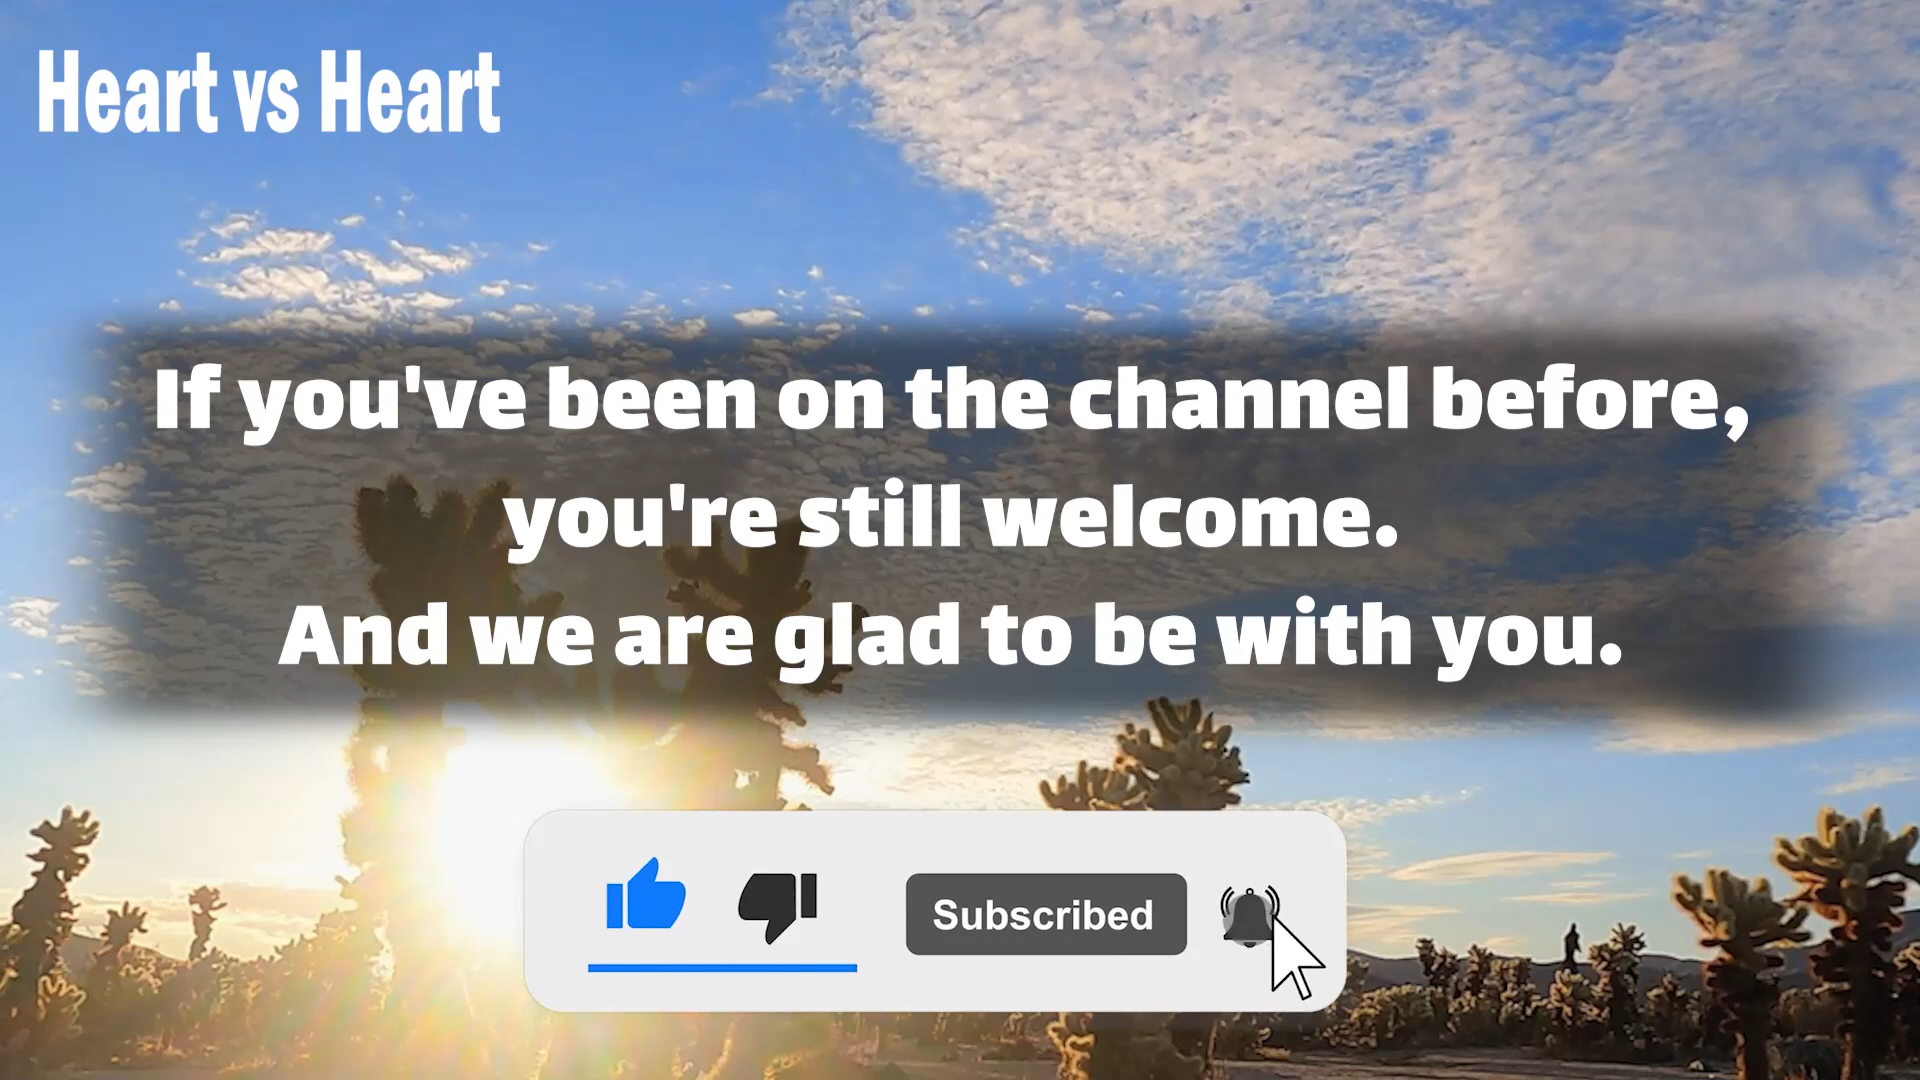 Heart vs Heart
If you've been on the channel before,
you're still welcome.
And we are glad to be with you.
Subscribed